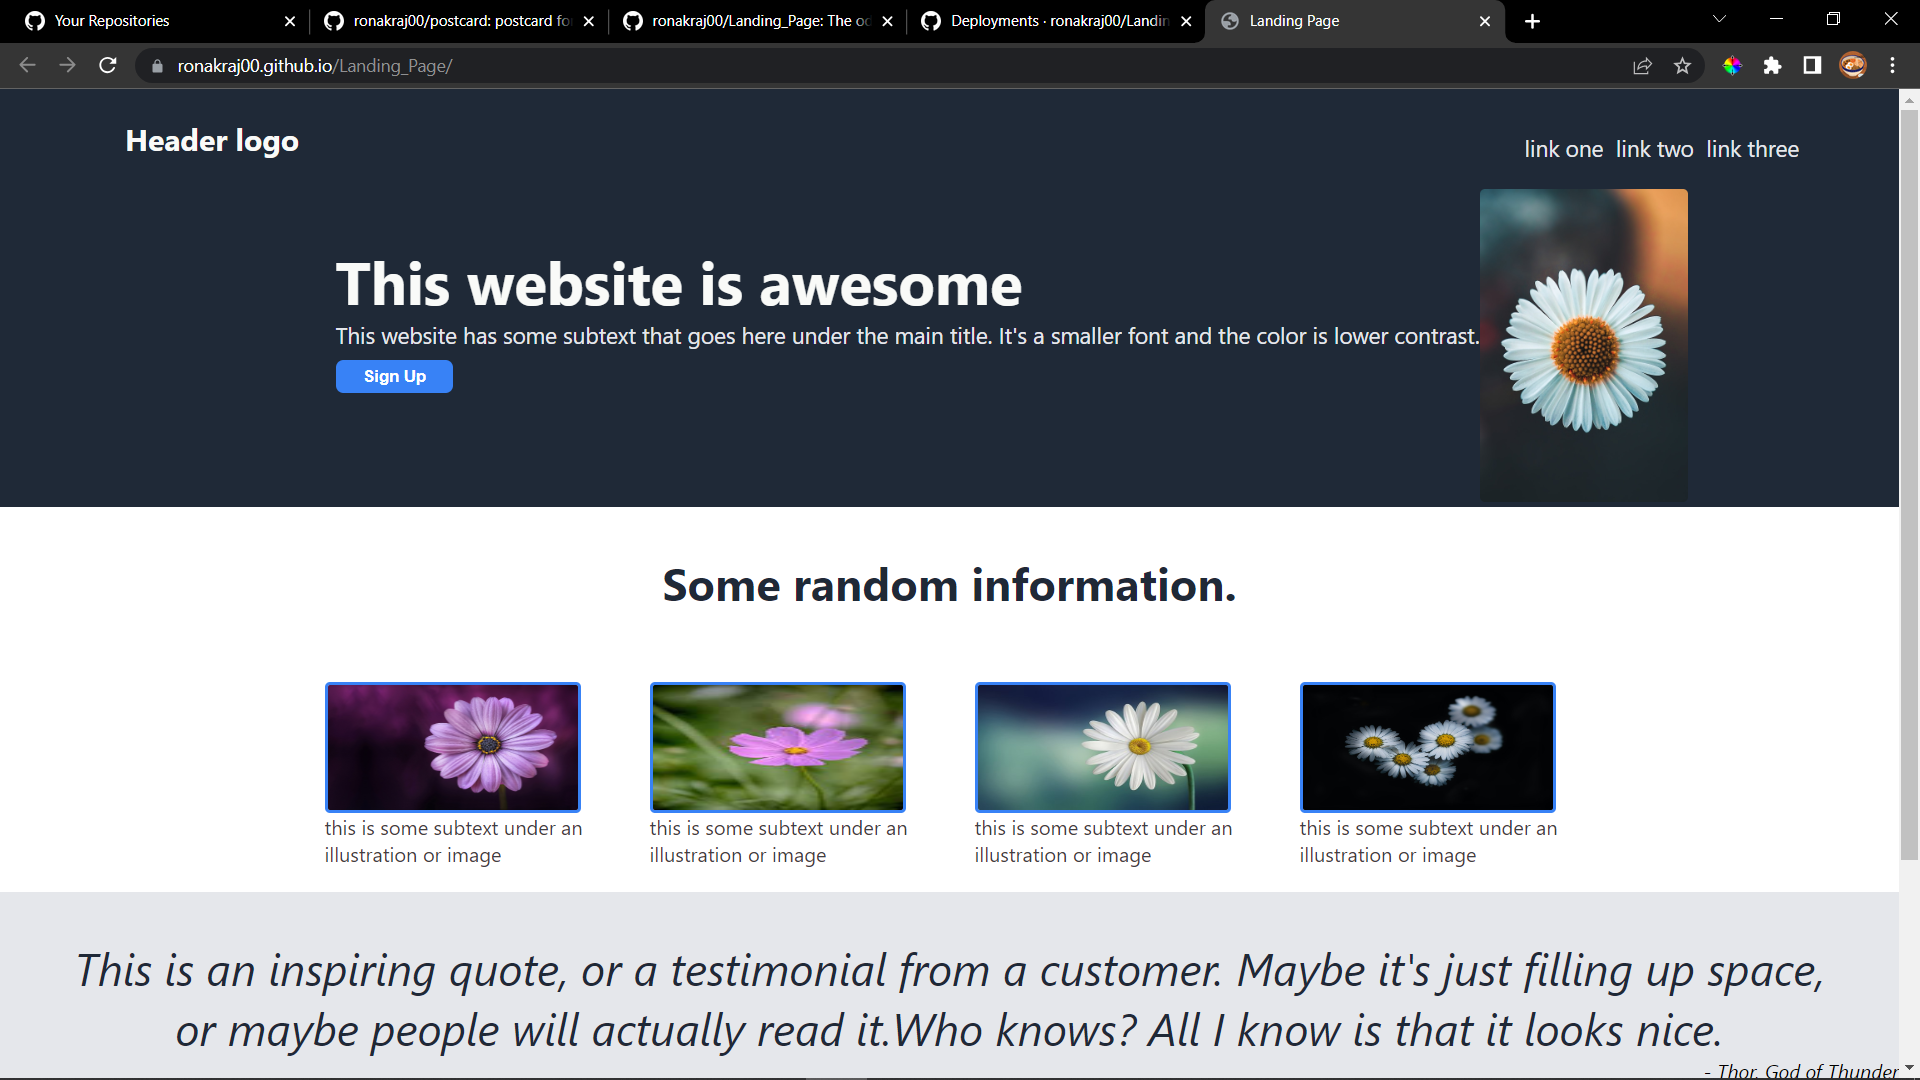 Your Repositories
ronakraj00/postcard: postcard fo
ronakraj00/Landing_Page: The od
Deployments · ronakraj00/Landin
Landing Page
ronakraj00.github.io/Landing_Page/
Header logo
link one link two link three
This website is awesome
This website has some subtext that goes here under the main title. It's a smaller font and the color is lower contrast.
Sign Up
Some random information.
this is some subtext under an
illustration or image
this is some subtext under an
illustration or image
this is some subtext under an
illustration or image
this is some subtext under an
illustration or image
This is an inspiring quote, or a testimonial from a customer. Maybe it's just filling up space,
or maybe people will actually read it.Who knows? All I know is that it looks nice.
- Thor, God of Thunder